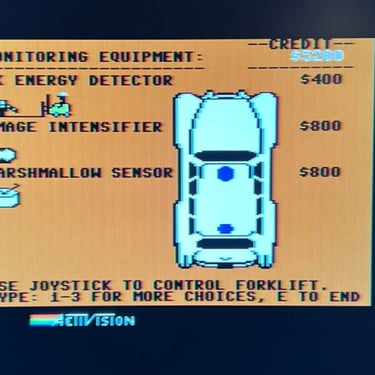 --CREDIT--
ONITORING EQUIPMENT: $5200
K ENERGY DETECTOR $400
MAGE INTENSIFIER $800
ARSHMALLOW SENSOR $800
SE JOYSTICK TO CONTROL FORKLIFT.
YPE: 1-3 FOR MORE CHOICES, E TO END
ACTIVISION